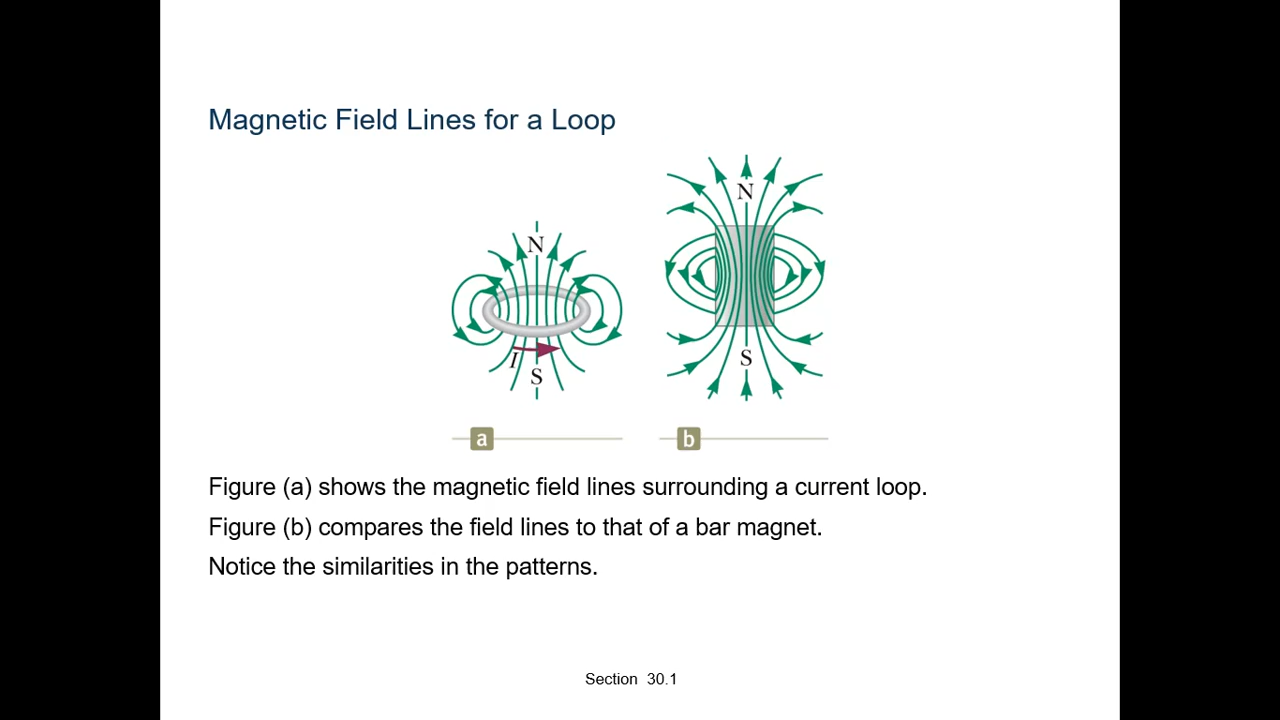 Magnetic Field Lines for a Loop
N
N
I
S
S
a
b
Figure (a) shows the magnetic field lines surrounding a current loop.
Figure (b) compares the field lines to that of a bar magnet.
Notice the similarities in the patterns.
Section 30.1